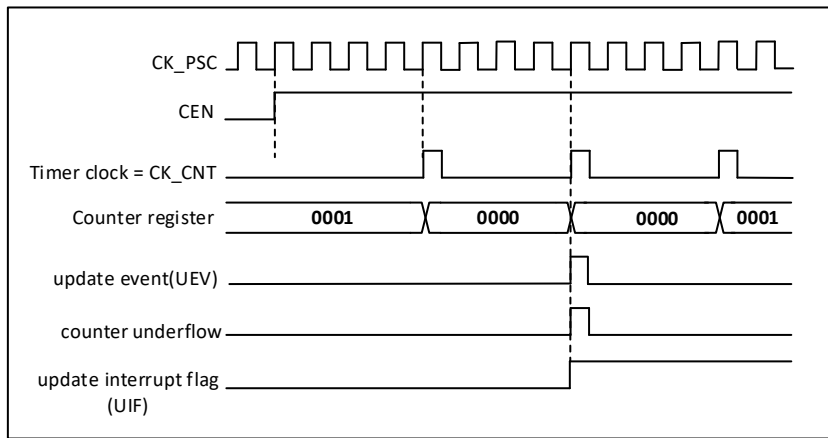 CK_PSC
CEN
Timer clock = CK_CNT
Counter register 0001 0000 0000 0001
update event(UEV)
counter underflow
update interrupt flag
(UIF)